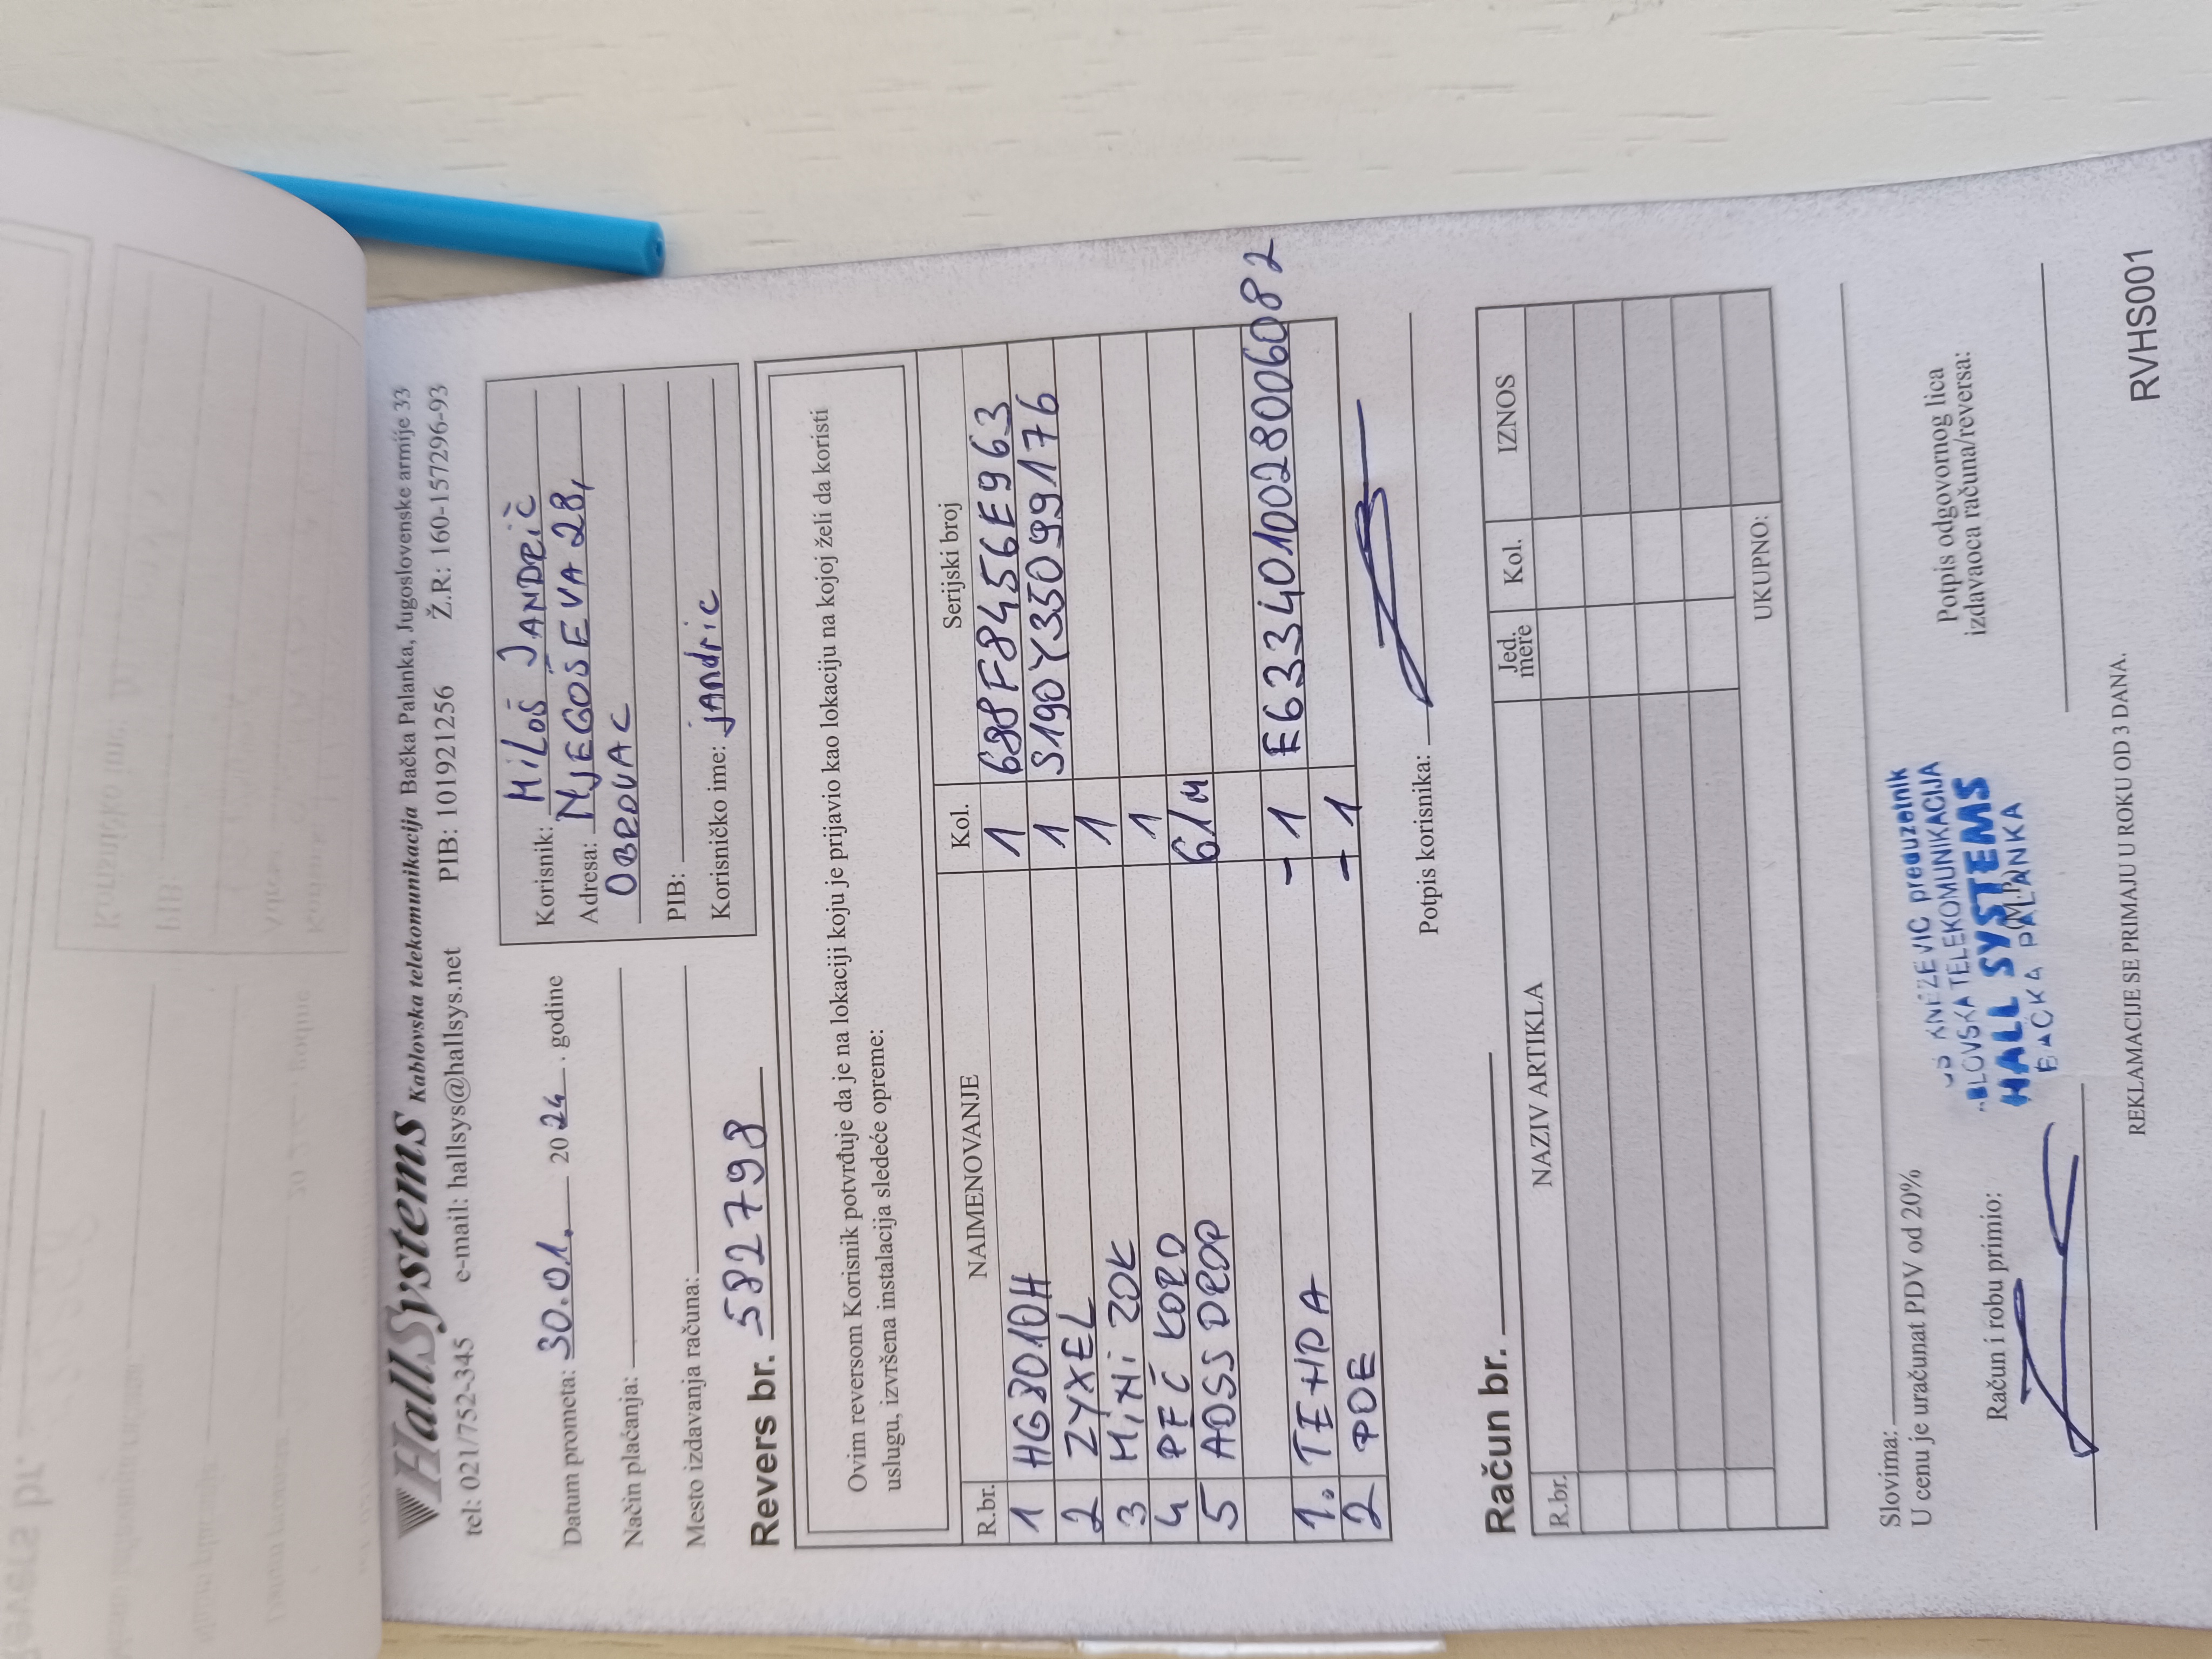 HallSystems Kablovska telekomunikacija Bačka Palanka, Jugoslovenske armije 33
tel: 021/752-345 e-mail: hallsys@hallsys.net PIB: 101921256 Ž.R: 160-157296-93
Datum prometa: 30.01. 2024. godine
Način plaćanja:
Mesto izdavanja računa:
Korisnik: MiLOŠ JANDRIĆ
Adresa: NJEGOŠEVA 28,
OBROVAC
PIB:
Korisničko ime: jANdric
Revers br. 582798
Ovim reversom Korisnik potvrđuje da je na lokaciji koju je prijavio kao lokaciju na kojoj želi da koristi
uslugu, izvršena instalacija sledeće opreme:
R.br. NAIMENOVANJE Kol. Serijski broj
1 HG3010H 1 688F8456E963
2 ZYXEL 1 S190Y35099176
3 MiNi ZOK 1
4 PEČ KORD 1
5 ADSS DROP 61M
1. TENDA -1 E6334010028006082
2 POE -1
Potpis korisnika:
Račun br.
R.br. NAZIV ARTIKLA Jed. mere Kol. IZNOS
UKUPNO:
Slovima:
U cenu je uračunat PDV od 20%
Račun i robu primio:
KNEŽEVIĆ preduzetnik
TELEKOMUNIKACIJA
HALL SYSTEMS
BAČKA PALANKA
(M.P.)
Potpis odgovornog lica
izdavaoca računa/reversa:
REKLAMACIJE SE PRIMAJU U ROKU OD 3 DANA.
RVHS001